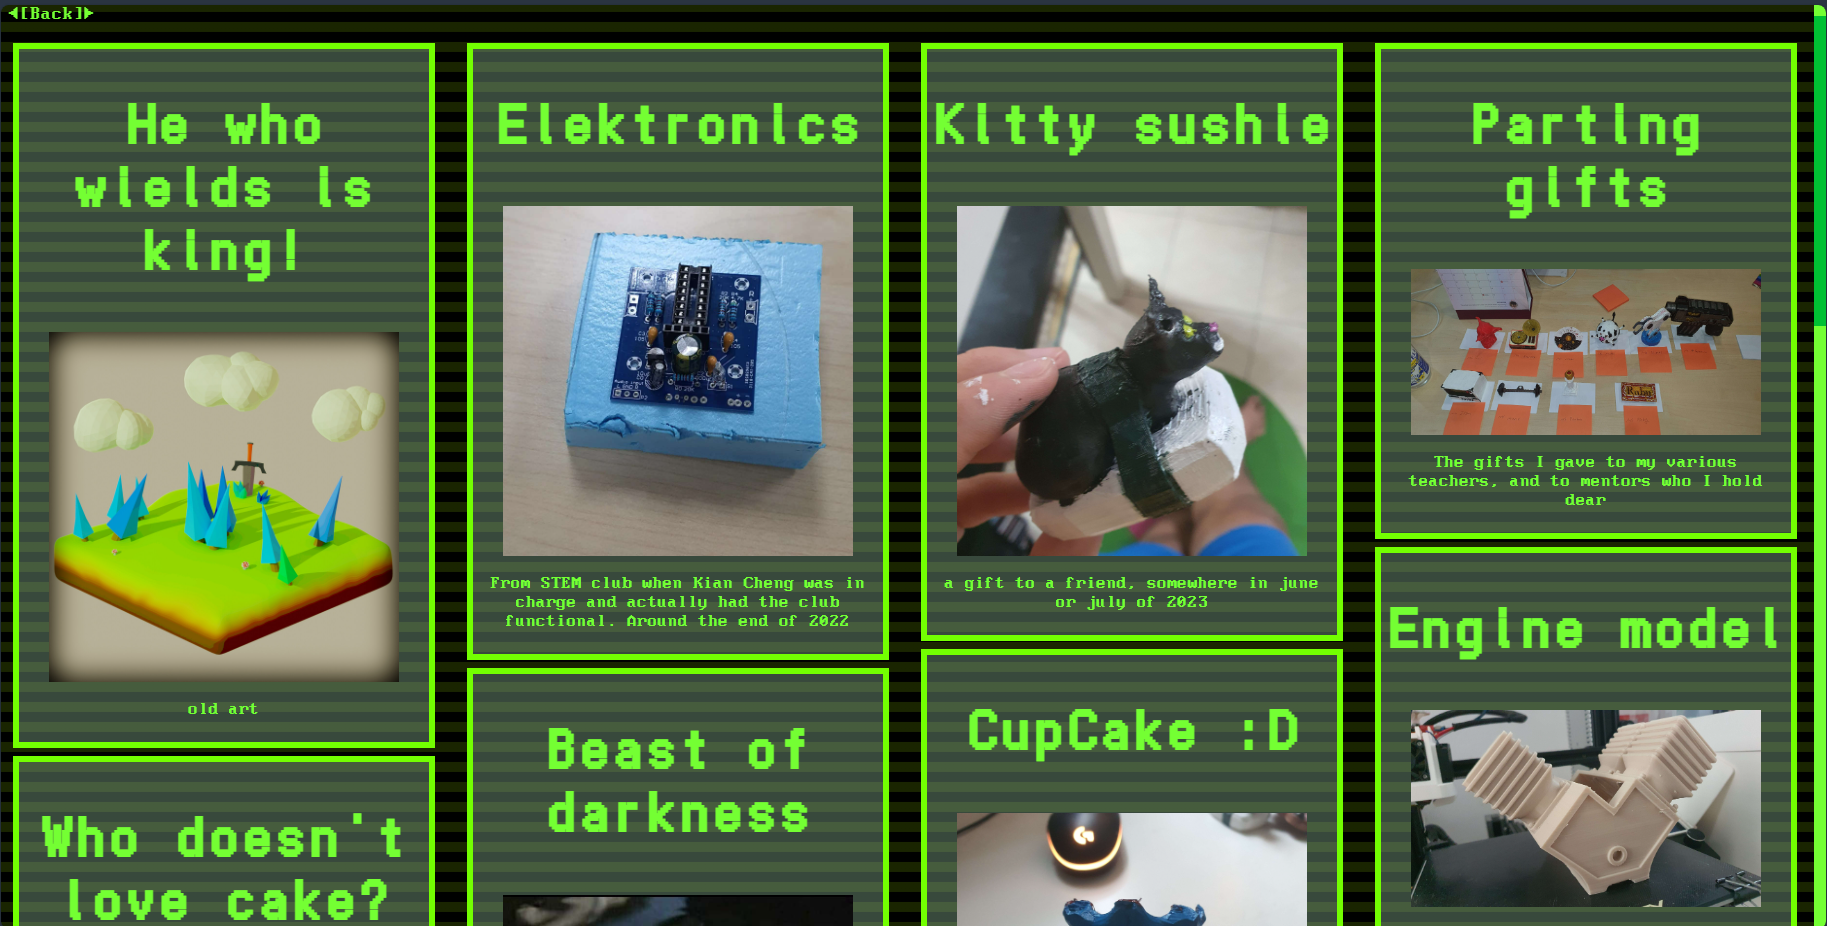 [Back]
He who
wields is
king!
old art
Who doesn't
love cake?
Elektronics
From STEM club when Kian Cheng was in
charge and actually had the club
functional. Around the end of 2022
Beast of
darkness
Kitty sushie
a gift to a friend, somewhere in june
or july of 2023
CupCake :D
Parting
gifts
The gifts I gave to my various
teachers, and to mentors who I hold
dear
Engine model